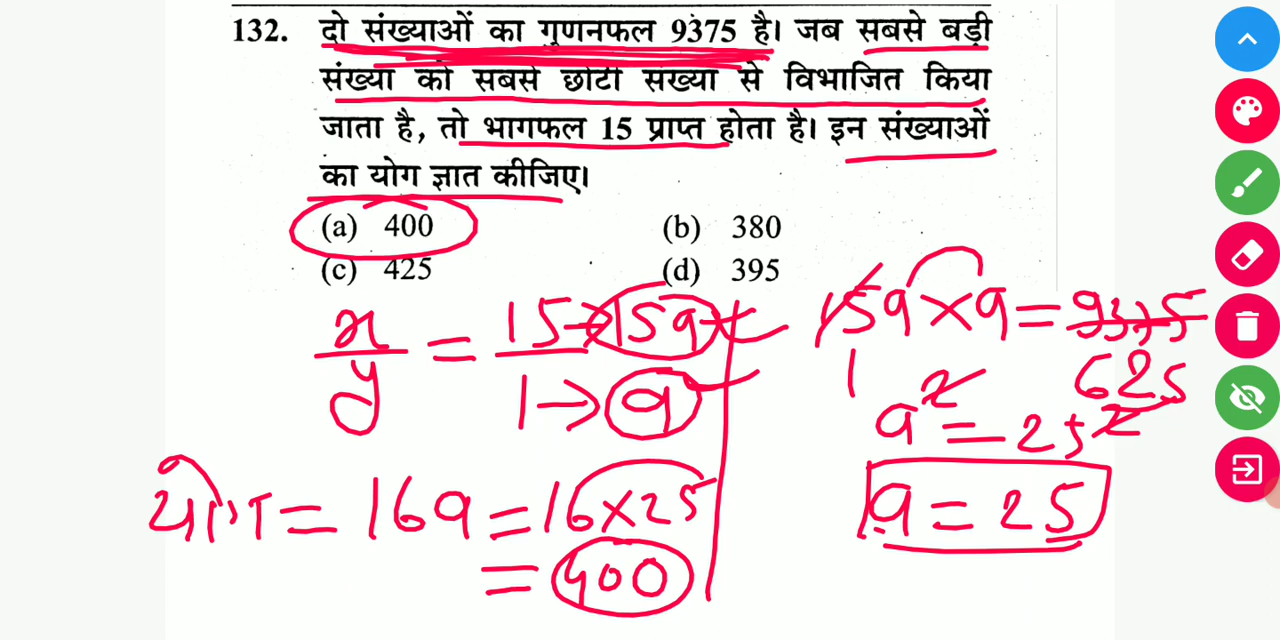 132. दो संख्याओं का गुणनफल 9375 है। जब सबसे बड़ी
संख्या को सबसे छोटी संख्या से विभाजित किया
जाता है, तो भागफल 15 प्राप्त होता है। इन संख्याओं
का योग ज्ञात कीजिए।
(a) 400 (b) 380
(c) 425 (d) 395
x/y = 15→15a / 1→a
15a × a = 9375
1 625
a² = 25²
a = 25
योग = 16a = 16×25
= 400